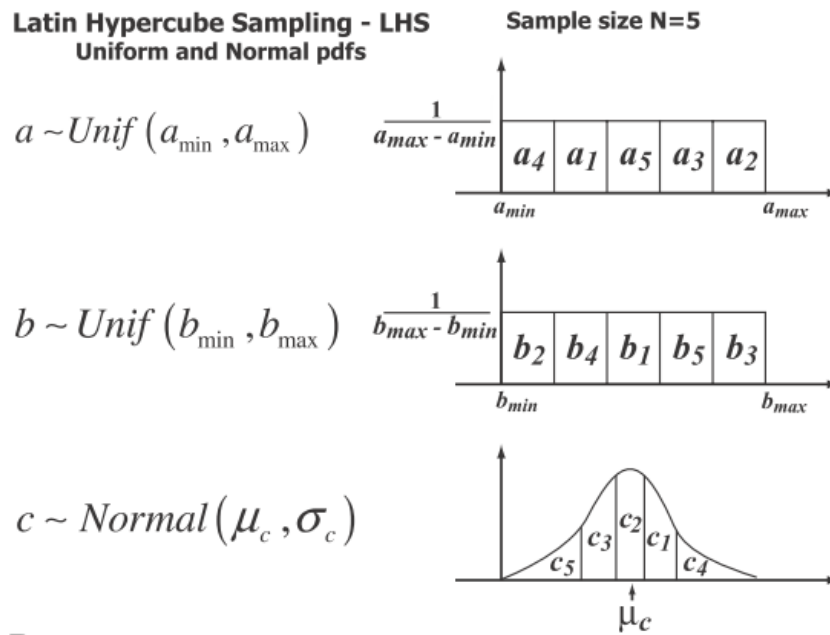 Latin Hypercube Sampling - LHS
Uniform and Normal pdfs
Sample size N=5
a ~ Unif (a_min , a_max)
1
a_max - a_min
a_4 a_1 a_5 a_3 a_2
a_min a_max
b ~ Unif (b_min , b_max)
1
b_max - b_min
b_2 b_4 b_1 b_5 b_3
b_min b_max
c ~ Normal (μ_c , σ_c)
c_5 c_3 c_2 c_1 c_4
μ_c